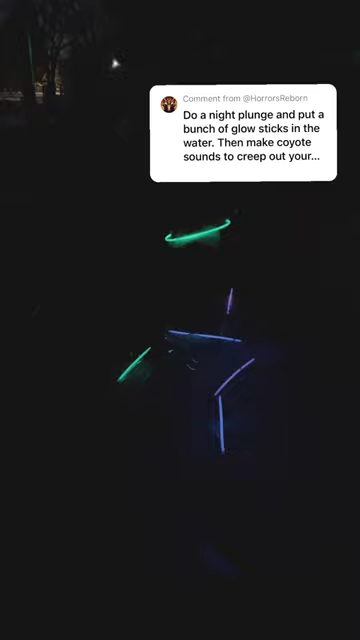 Comment from @HorrorsReborn
Do a night plunge and put a
bunch of glow sticks in the
water. Then make coyote
sounds to creep out your...